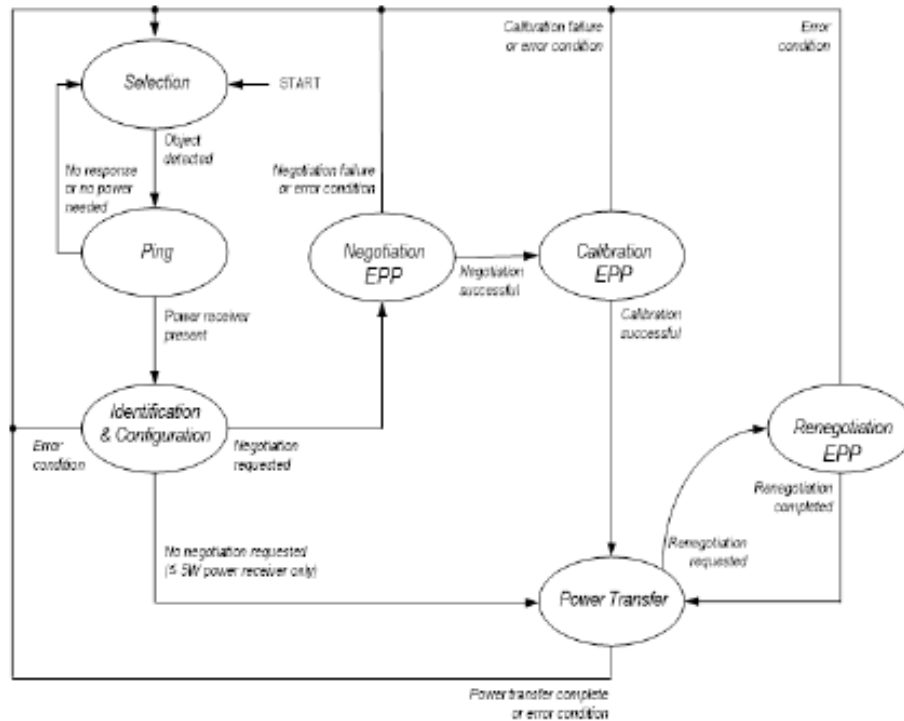 Calibration failure
or error condition
Error
condition
Selection
START
Object
detected
No response
or no power
needed
Negotiation failure
or error condition
Ping
Negotiation
EPP
Negotiation
successful
Calibration
EPP
Power receiver
present
Calibration
successful
Identification
& Configuration
Error
condition
Negotiation
requested
Renegotiation
EPP
Renegotiation
completed
No negotiation requested
(≤ 5W power receiver only)
Renegotiation
requested
Power Transfer
Power transfer complete
or error condition